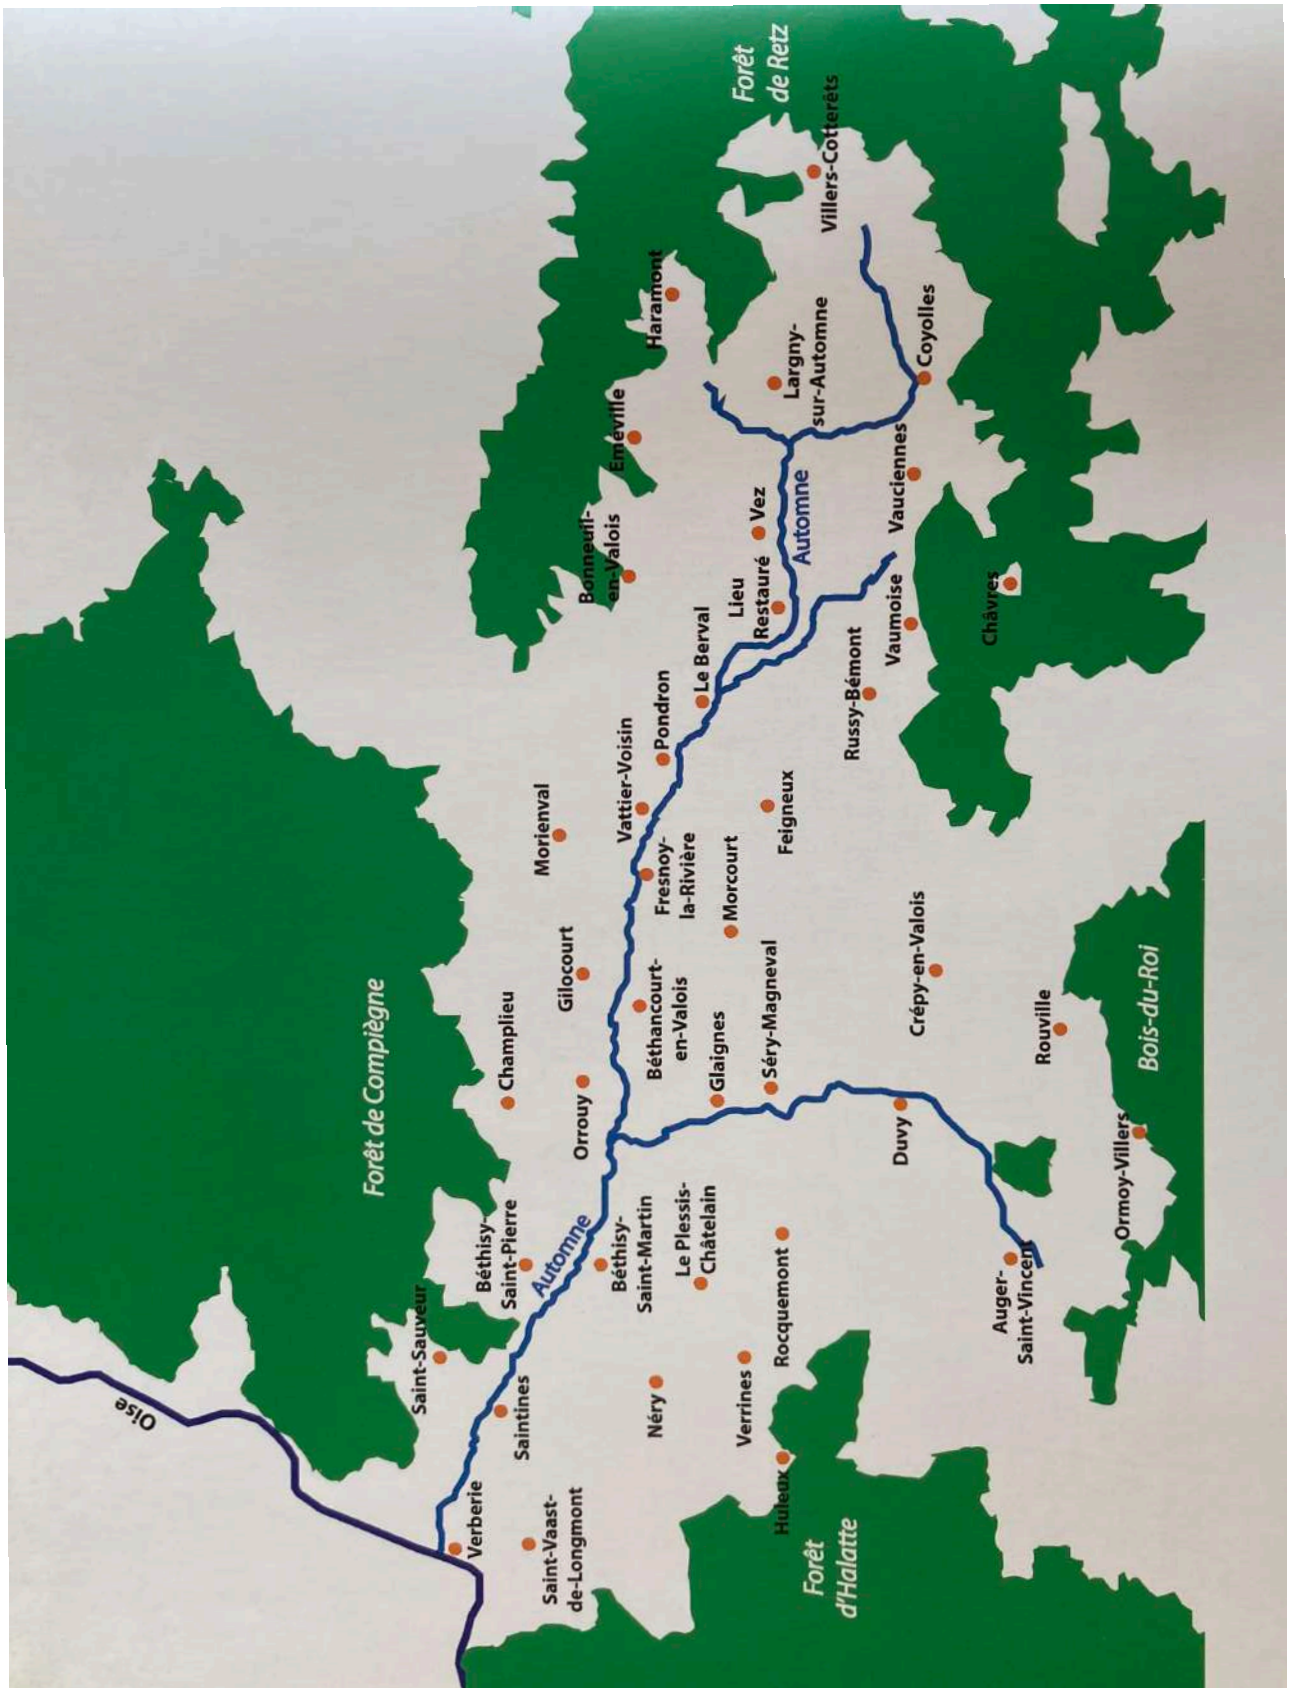 Forêt
de Retz
Villers-Cotterêts
Haramont
Largny-
sur-Automne
Coyolles
Eméville
Vauciennes
Bonneuil-
en-Valois
Vez
Automne
Lieu
Restauré
Vaumoise
Châvres
Le Berval
Russy-Bémont
Pondron
Vattier-Voisin
Morienval
Feigneux
Fresnoy-
la-Rivière
Morcourt
Crépy-en-Valois
Bois-du-Roi
Gilocourt
Béthancourt-
en-Valois
Séry-Magneval
Rouville
Forêt de Compiègne
Champlieu
Glaignes
Orrouy
Duvy
Ormoy-Villers
Béthisy-
Saint-Pierre
Automne
Béthisy-
Saint-Martin
Le Plessis-
Châtelain
Rocquemont
Auger-
Saint-Vincent
Saint-Sauveur
Oise
Saintines
Néry
Verrines
Huleux
Verberie
Saint-Vaast-
de-Longmont
Forêt
d'Halatte